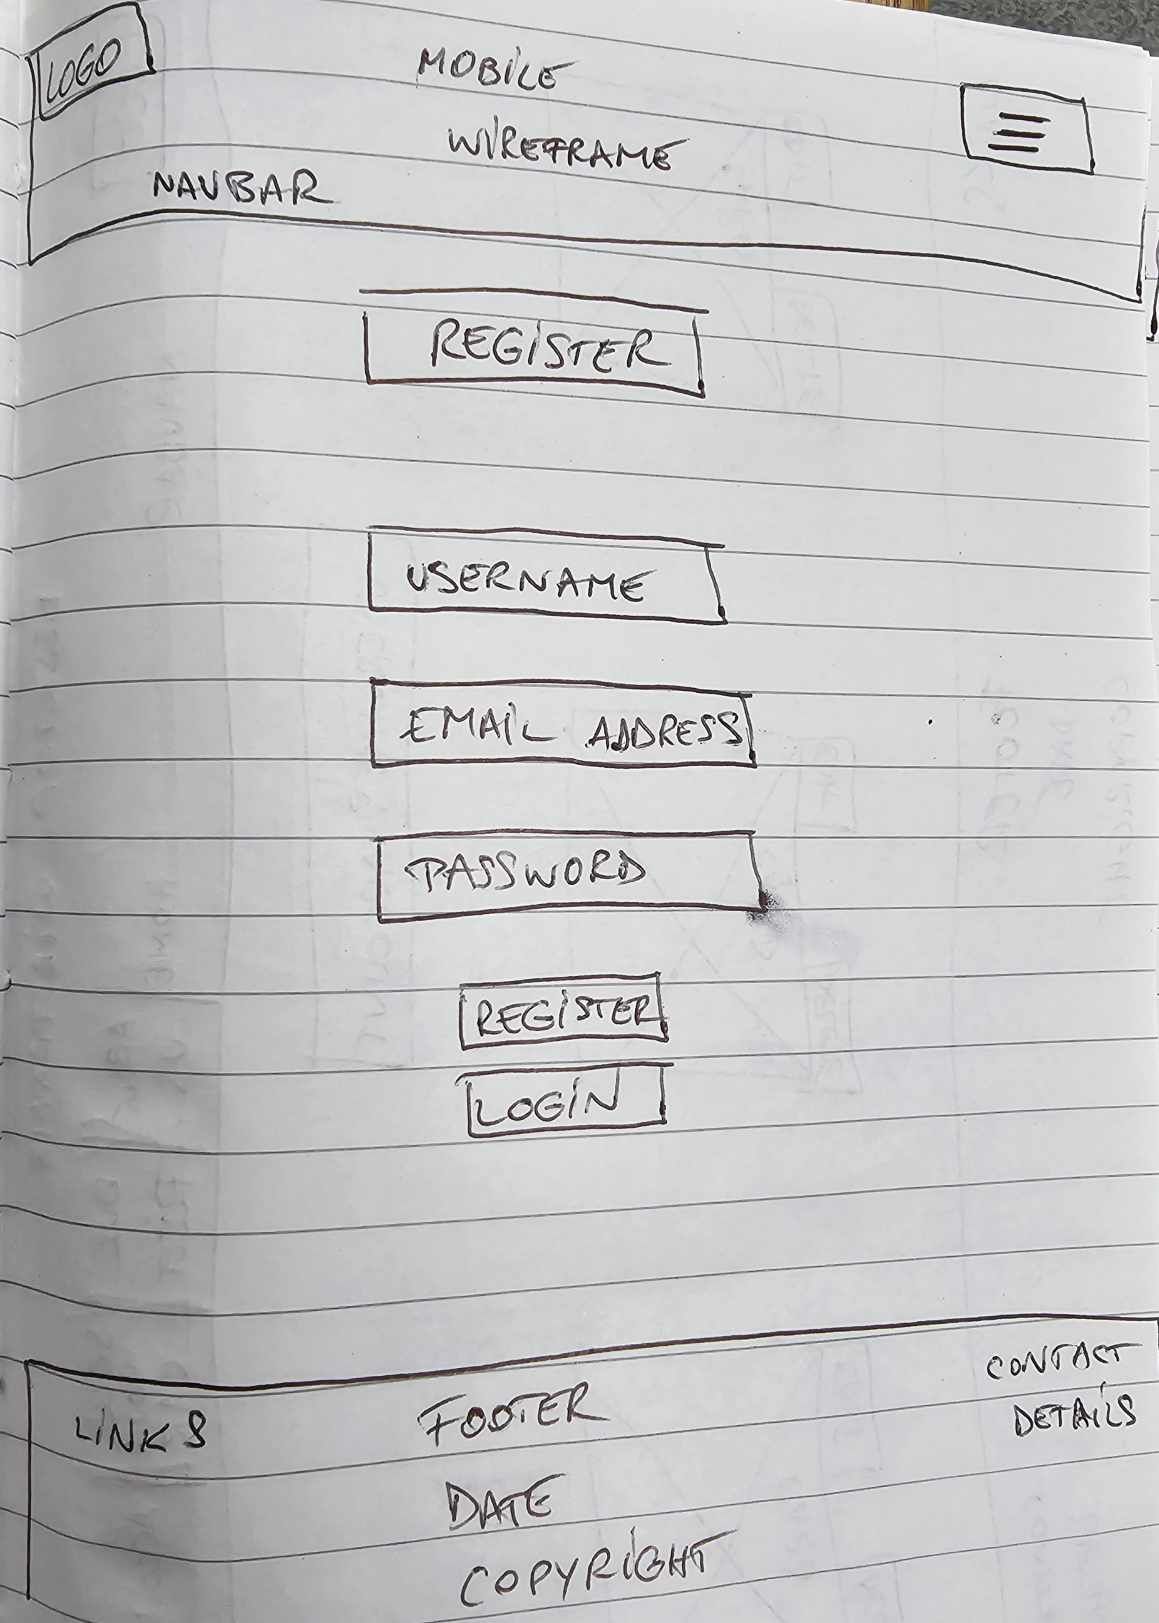 LOGO
MOBILE
WIREFRAME
NAVBAR
REGISTER
USERNAME
EMAIL ADDRESS
PASSWORD
REGISTER
LOGIN
LINKS
FOOTER
CONTACT
DETAILS
DATE
COPYRIGHT